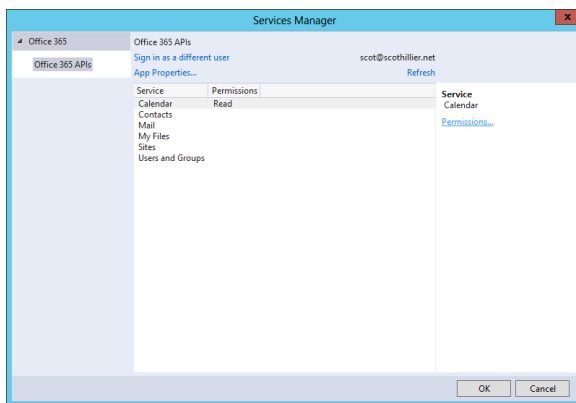 Services Manager
x
Office 365
Office 365 APIs
Office 365 APIs
Sign in as a different user scot@scothillier.net
App Properties... Refresh
Service Permissions
Calendar Read
Contacts
Mail
My Files
Sites
Users and Groups
Service
Calendar
Permissions...
OK Cancel